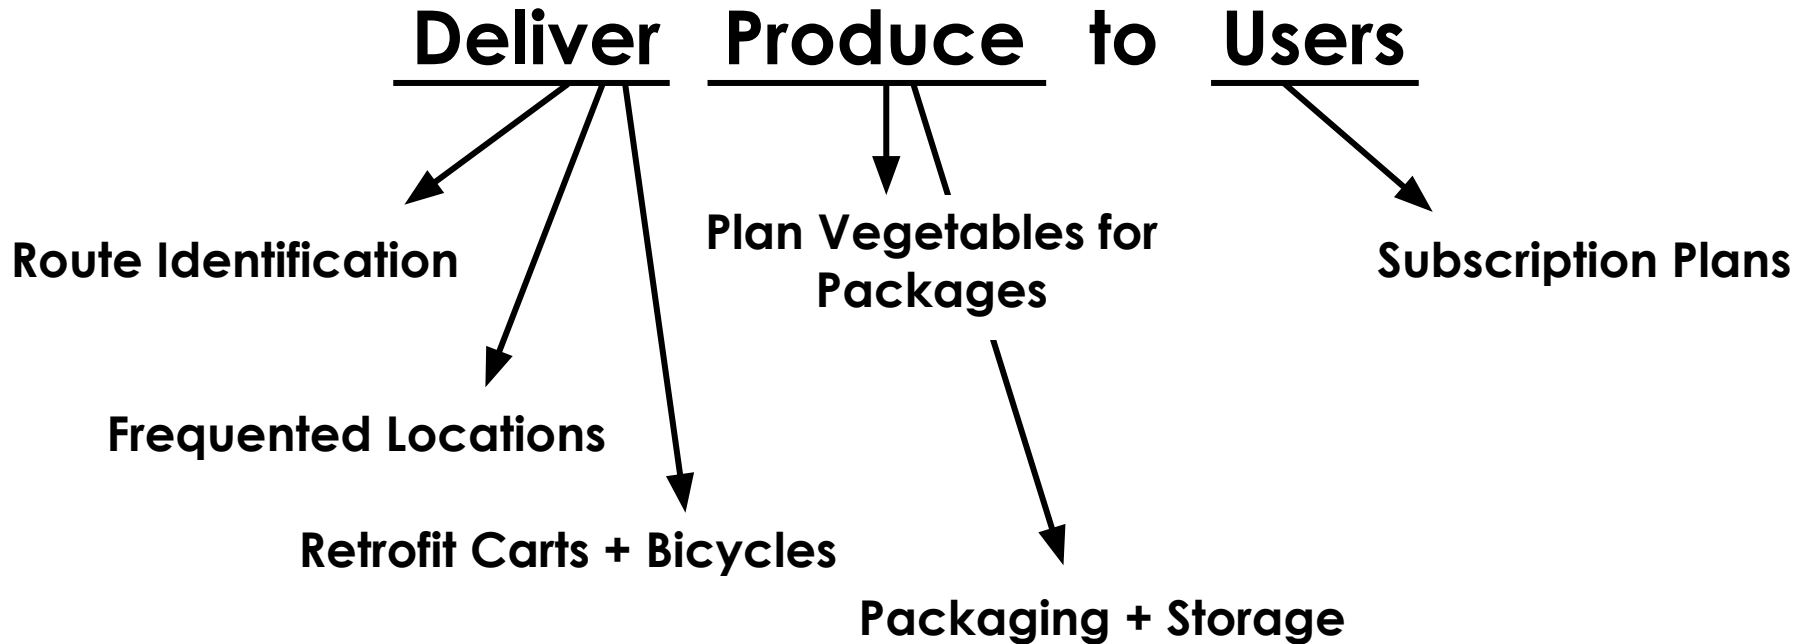 Deliver Produce to Users
Route Identification
Plan Vegetables for
Packages
Subscription Plans
Frequented Locations
Retrofit Carts + Bicycles
Packaging + Storage